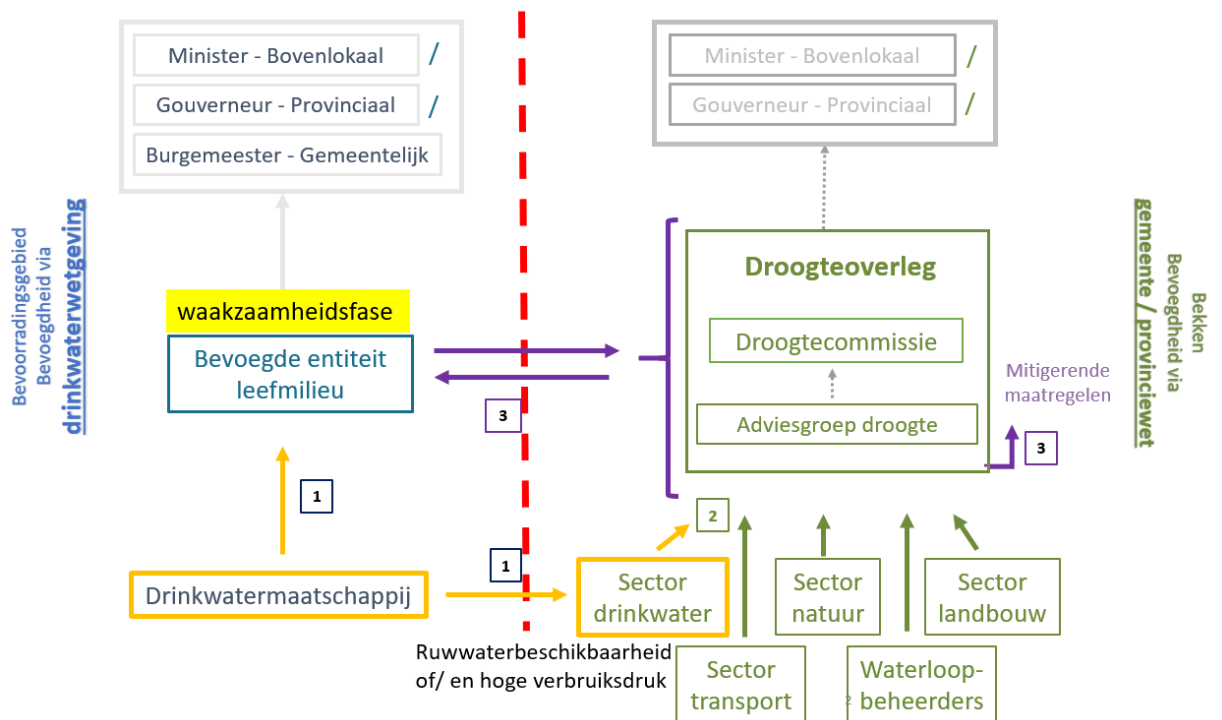 Minister - Bovenlokaal /
Gouverneur - Provinciaal /
Burgemeester - Gemeentelijk
Minister - Bovenlokaal /
Gouverneur - Provinciaal /
Bevoorradingsgebied
Bevoegdheid via
drinkwaterwetgeving
waakzaamheidsfase
Bevoegde entiteit
leefmilieu
3
1
Drinkwatermaatschappij
1
Ruwwaterbeschikbaarheid
of/ en hoge verbruiksdruk
Droogteoverleg
Droogtecommissie
Adviesgroep droogte
Mitigerende
maatregelen
3
Bekken
Bevoegdheid via
gemeente / provinciewet
2
Sector
drinkwater
Sector
natuur
Sector
landbouw
Sector
transport
Waterloop-
beheerders
2